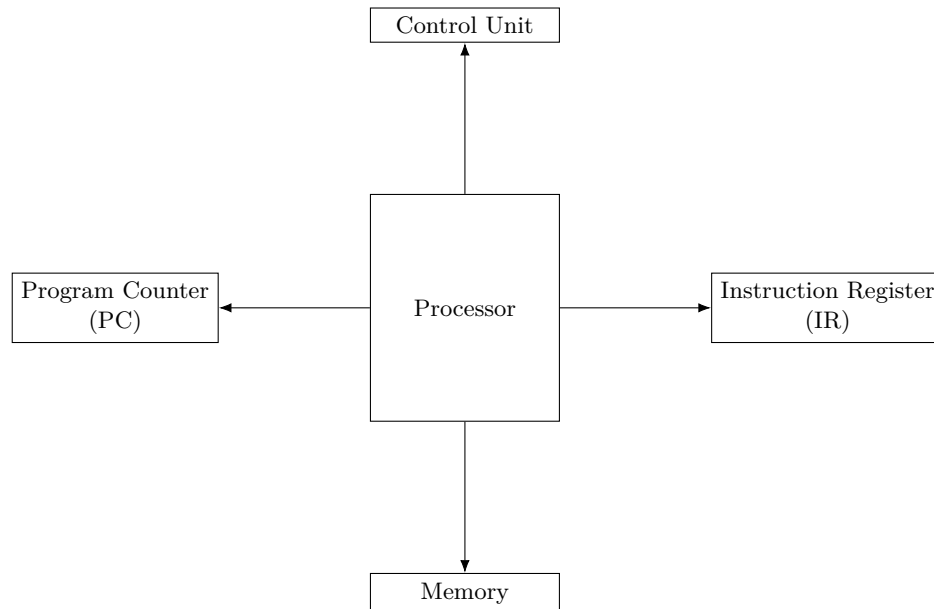 Control Unit
Program Counter
(PC)
Processor
Instruction Register
(IR)
Memory